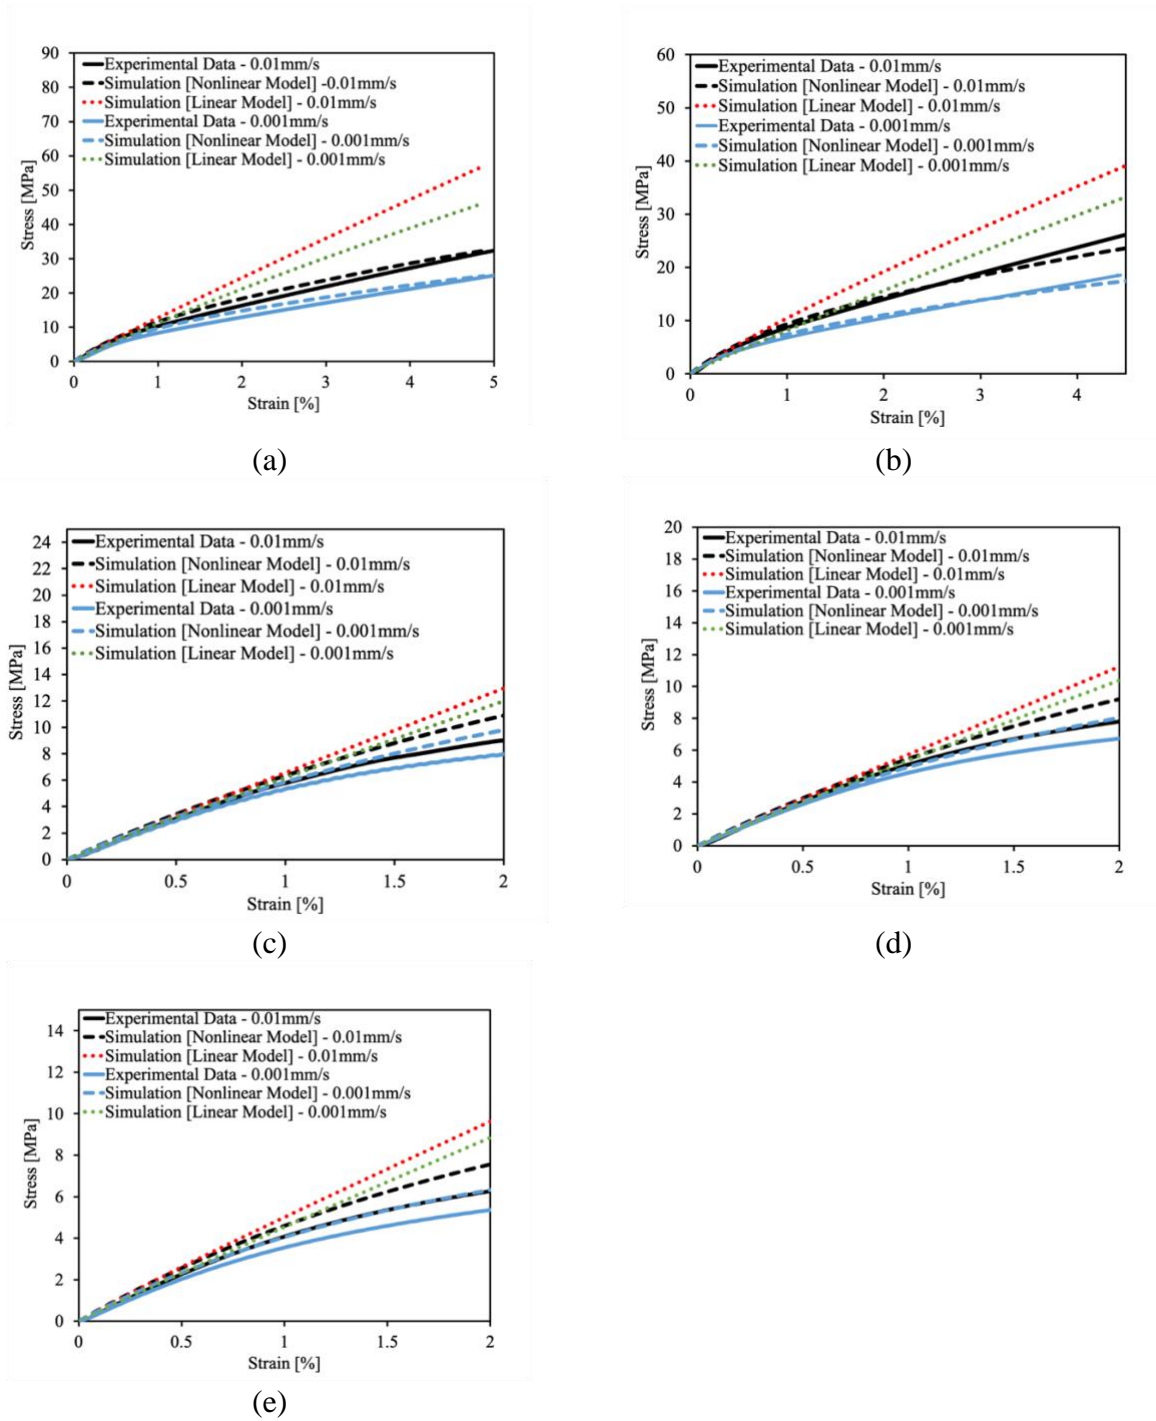 90
80
70
60
50
40
30
20
10
0
Stress [MPa]
Experimental Data - 0.01mm/s
Simulation [Nonlinear Model] -0.01mm/s
Simulation [Linear Model] - 0.01mm/s
Experimental Data - 0.001mm/s
Simulation [Nonlinear Model] - 0.001mm/s
Simulation [Linear Model] - 0.001mm/s
0 1 2 3 4 5
Strain [%]
(a)
60
50
40
30
20
10
0
Stress [MPa]
Experimental Data - 0.01mm/s
Simulation [Nonlinear Model] - 0.01mm/s
Simulation [Linear Model] - 0.01mm/s
Experimental Data - 0.001mm/s
Simulation [Nonlinear Model] - 0.001mm/s
Simulation [Linear Model] - 0.001mm/s
0 1 2 3 4
Strain [%]
(b)
24
22
20
18
16
14
12
10
8
6
4
2
0
Stress [MPa]
Experimental Data - 0.01mm/s
Simulation [Nonlinear Model] - 0.01mm/s
Simulation [Linear Model] - 0.01mm/s
Experimental Data - 0.001mm/s
Simulation [Nonlinear Model] - 0.001mm/s
Simulation [Linear Model] - 0.001mm/s
0 0.5 1 1.5 2
Strain [%]
(c)
20
18
16
14
12
10
8
6
4
2
0
Stress [MPa]
Experimental Data - 0.01mm/s
Simulation [Nonlinear Model] - 0.01mm/s
Simulation [Linear Model] - 0.01mm/s
Experimental Data - 0.001mm/s
Simulation [Nonlinear Model] - 0.001mm/s
Simulation [Linear Model] - 0.001mm/s
0 0.5 1 1.5 2
Strain [%]
(d)
14
12
10
8
6
4
2
0
Stress [MPa]
Experimental Data - 0.01mm/s
Simulation [Nonlinear Model] - 0.01mm/s
Simulation [Linear Model] - 0.01mm/s
Experimental Data - 0.001mm/s
Simulation [Nonlinear Model] - 0.001mm/s
Simulation [Linear Model] - 0.001mm/s
0 0.5 1 1.5 2
Strain [%]
(e)